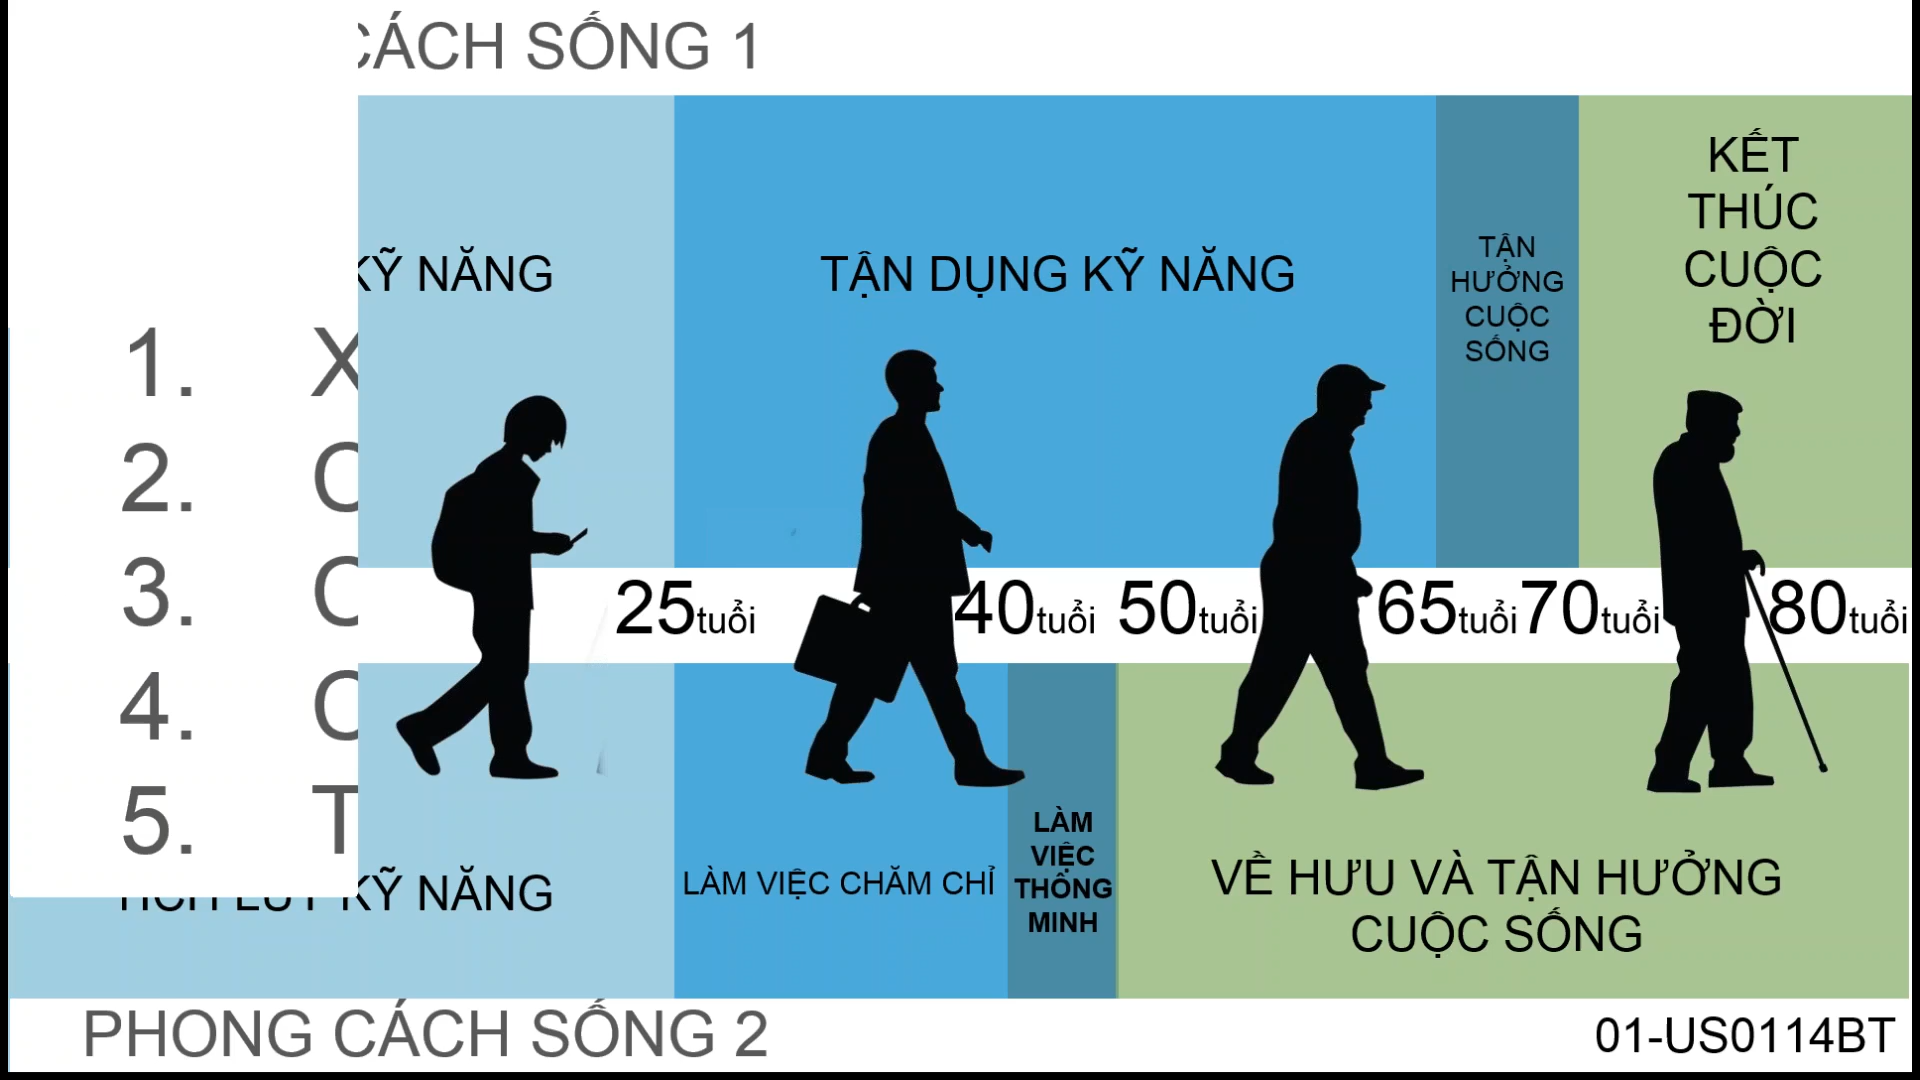 CÁCH SỐNG 1
KỸ NĂNG
TẬN DỤNG KỸ NĂNG
TẬN
HƯỞNG
CUỘC
SỐNG
KẾT
THÚC
CUỘC
ĐỜI
1. X
2.
3.
4.
5. T
25tuổi 40tuổi 50tuổi 65tuổi 70tuổi 80tuổi
KỸ NĂNG
LÀM VIỆC CHĂM CHỈ
LÀM
VIỆC
THÔNG
MINH
VỀ HƯU VÀ TẬN HƯỞNG
CUỘC SỐNG
PHONG CÁCH SỐNG 2
01-US0114BT